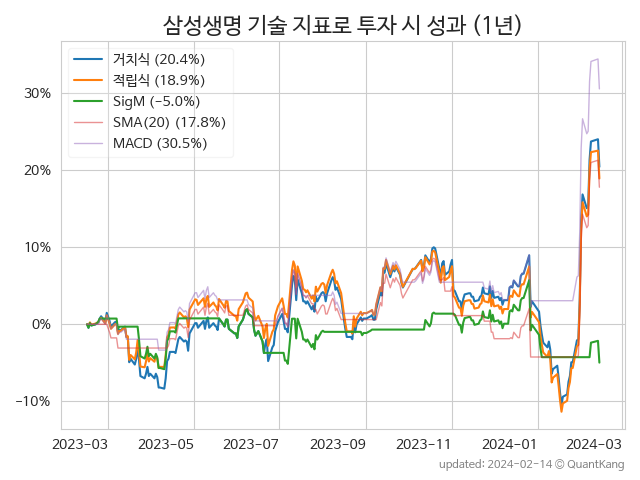 삼성생명 기술 지표로 투자 시 성과 (1년)
거치식 (20.4%)
적립식 (18.9%)
SigM (−5.0%)
SMA(20) (17.8%)
MACD (30.5%)
30%
20%
10%
0%
−10%
2023-03 2023-05 2023-07 2023-09 2023-11 2024-01 2024-03
updated: 2024-02-14 @ QuantKang